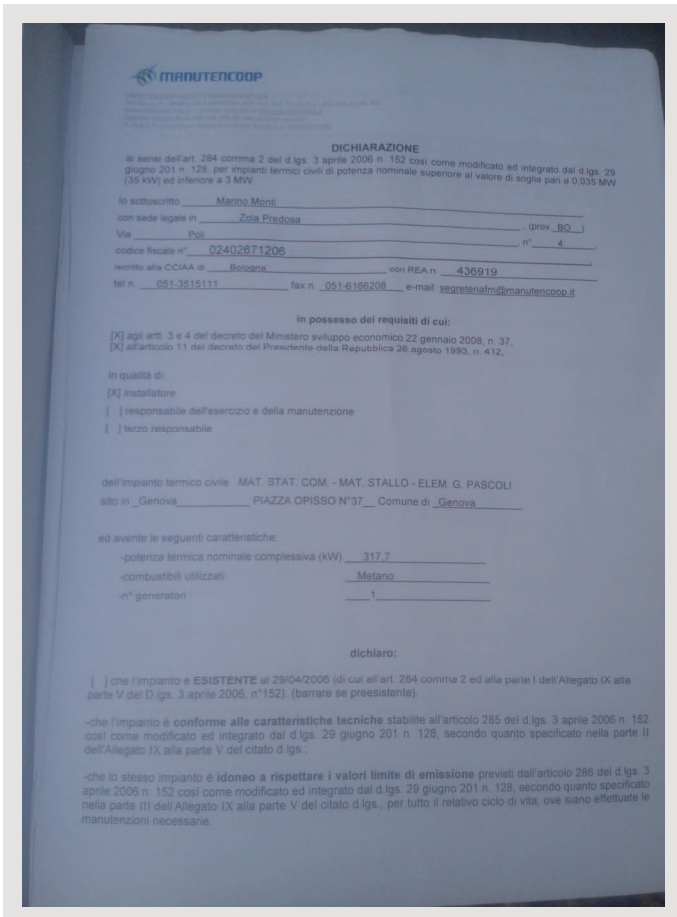 MANUTENCOOP
DICHIARAZIONE
ai sensi dell'art. 284 comma 2 del d.lgs. 3 aprile 2006 n. 152 così come modificato ed integrato dal d.lgs. 29
giugno 201 n. 128, per impianti termici civili di potenza nominale superiore al valore di soglia pari a 0,035 MW
(35 kW) ed inferiore a 3 MW.
Io sottoscritto Marino Monti
con sede legale in Zola Predosa , (prov. BO )
Via Poli , n° 4
codice fiscale n° 02402671206
iscritto alla CCIAA di Bologna con REA n. 436919
tel n. 051-3515111 fax n. 051-6166208 e-mail: segreteriafm@manutencoop.it
in possesso dei requisiti di cui:
[X] agli artt. 3 e 4 del decreto del Ministero sviluppo economico 22 gennaio 2008, n. 37,
[X] all'articolo 11 del decreto del Presidente della Repubblica 26 agosto 1993, n. 412,
in qualità di:
[X] installatore
[ ] responsabile dell'esercizio e della manutenzione
[ ] terzo responsabile
dell'impianto termico civile MAT. STAT. COM. - MAT. STALLO - ELEM. G. PASCOLI
sito in _Genova__________ PIAZZA OPISSO N°37__ Comune di _Genova______
ed avente le seguenti caratteristiche:
-potenza termica nominale complessiva (kW) 317,7
-combustibili utilizzati: Metano
-n° generatori : 1
dichiaro:
[ ] che l'impianto è ESISTENTE al 29/04/2006 (di cui all'art. 284 comma 2 ed alla parte I dell'Allegato IX alla
parte V del D.lgs. 3 aprile 2006, n°152). (barrare se preesistente)
-che l'impianto è conforme alle caratteristiche tecniche stabilite all'articolo 285 del d.lgs. 3 aprile 2006 n. 152
così come modificato ed integrato dal d.lgs. 29 giugno 201 n. 128, secondo quanto specificato nella parte II
dell'Allegato IX alla parte V del citato d.lgs.;
-che lo stesso impianto è idoneo a rispettare i valori limite di emissione previsti dall'articolo 286 del d.lgs. 3
aprile 2006 n. 152 così come modificato ed integrato dal d.lgs. 29 giugno 201 n. 128, secondo quanto specificato
nella parte III dell'Allegato IX alla parte V del citato d.lgs., per tutto il relativo ciclo di vita, ove siano effettuate le
manutenzioni necessarie.